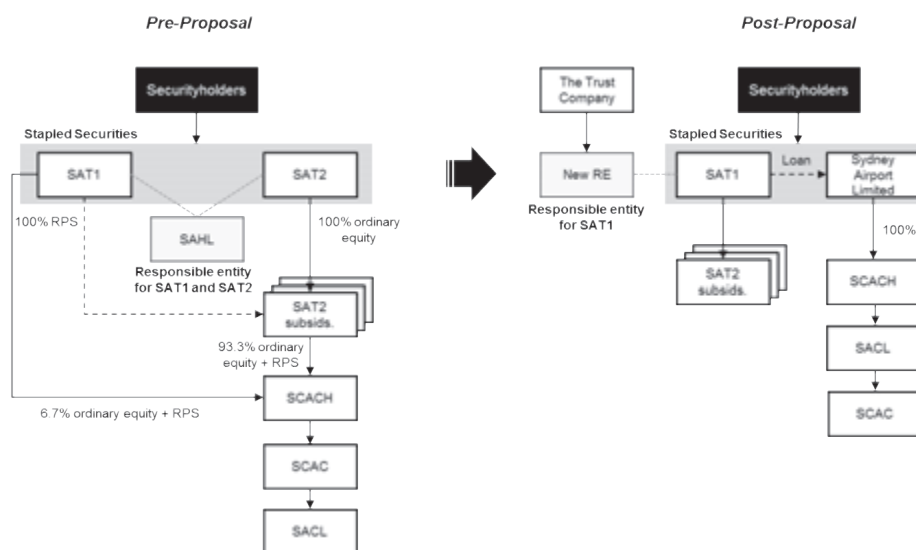 Pre-Proposal
Securityholders
Stapled Securities
SAT1
SAT2
100% RPS
SAHL
100% ordinary
equity
Responsible entity
for SAT1 and SAT2
SAT2
subsids.
93.3% ordinary
equity + RPS
SCACH
6.7% ordinary equity + RPS
SCAC
SACL
Post-Proposal
The Trust
Company
Securityholders
Stapled Securities
New RE
SAT1
Loan
Sydney
Airport
Limited
Responsible entity
for SAT1
100%
SAT2
subsids.
SCACH
SACL
SCAC